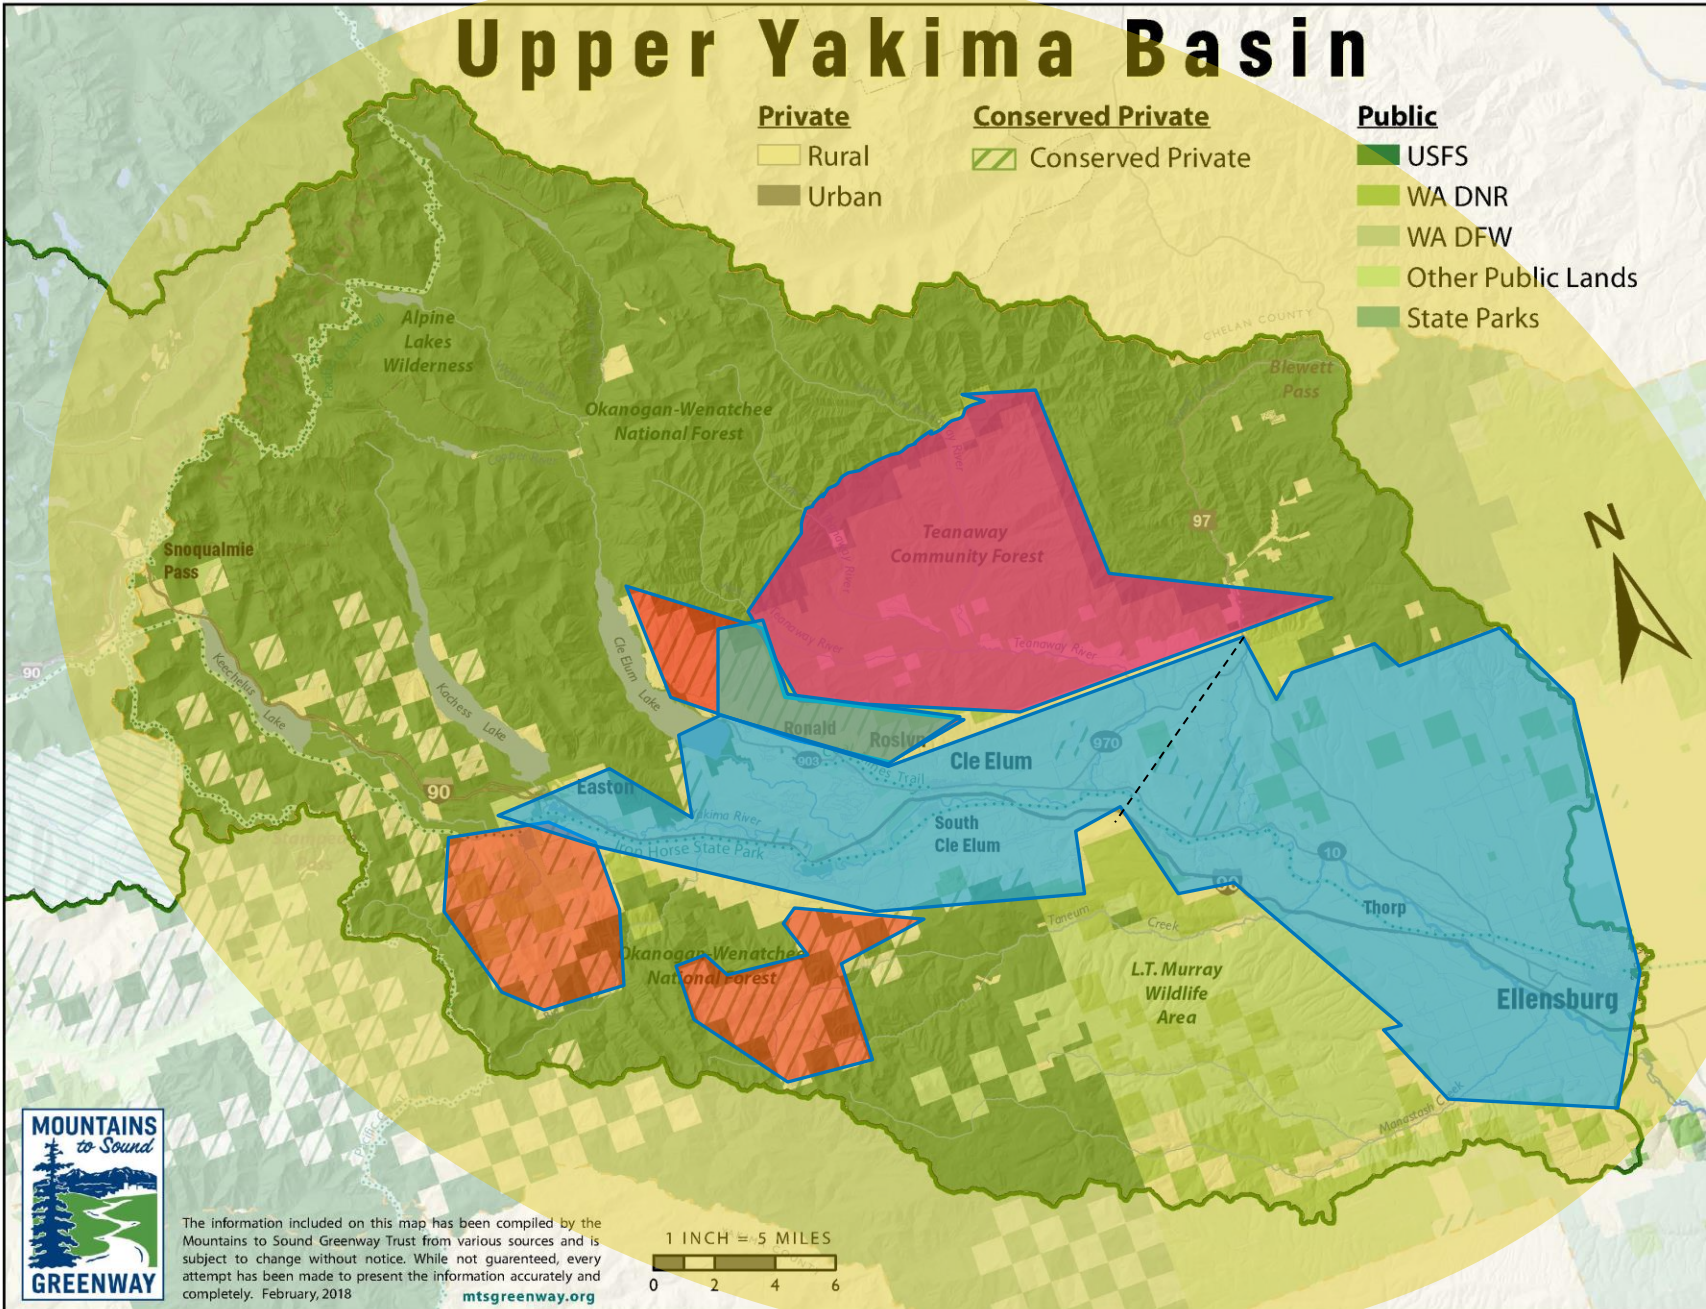 Upper Yakima Basin
Private
Rural
Urban
Conserved Private
Conserved Private
Public
USFS
WA DNR
WA DFW
Other Public Lands
State Parks
CHELAN COUNTY
Blewett
Pass
Alpine
Lakes
Wilderness
Okanogan-Wenatchee
National Forest
Cooper River
97
N
Teanaway
Community Forest
Snoqualmie
Pass
Teanaway River
Teanaway River
90
Keechelus
Lake
Kachess Lake
Cle Elum Lake
Ronald
Roslyn
903
Cle Elum
970
90
Easton
Yakima River
Iron Horse State Park
South
Cle Elum
10
90
Thorp
Taneum
Creek
Okanogan-Wenatchee
National Forest
L.T. Murray
Wildlife
Area
Ellensburg
Manastash Creek
MOUNTAINS
to Sound
GREENWAY
The information included on this map has been compiled by the
Mountains to Sound Greenway Trust from various sources and is
subject to change without notice. While not guarenteed, every
attempt has been made to present the information accurately and
completely. February, 2018
mtsgreenway.org
1 INCH = 5 MILES
0 2 4 6